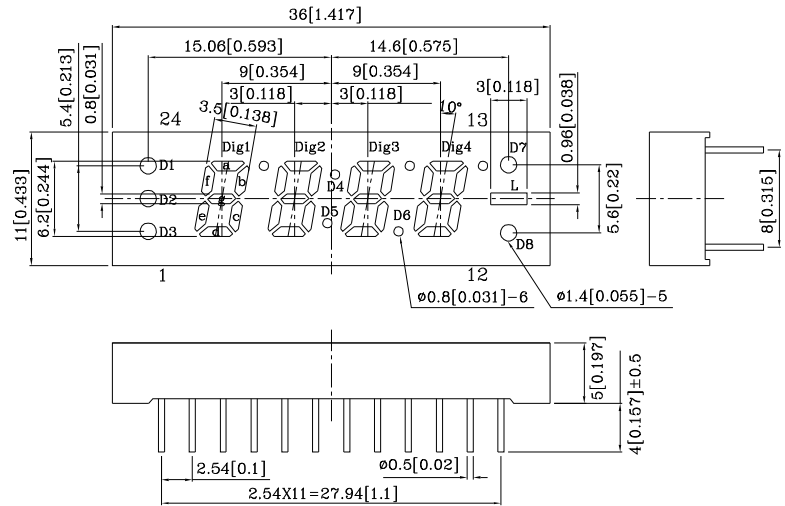 36[1.417]
15.06[0.593]
14.6[0.575]
9[0.354]
9[0.354]
3[0.118]
3[0.118]
3[0.118]
3.5[0.138]
10°
5.4[0.213]
0.8[0.031]
0.96[0.038]
24
13
Dig1
Dig2
Dig3
Dig4
D7
D1
a
D4
f
b
L
D2
g
D5
D6
e
c
D3
d
D8
11[0.433]
6.2[0.244]
5.6[0.22]
8[0.315]
1
12
ø0.8[0.031]-6
ø1.4[0.055]-5
5[0.197]
4[0.157]±0.5
2.54[0.1]
ø0.5[0.02]
2.54X11=27.94[1.1]